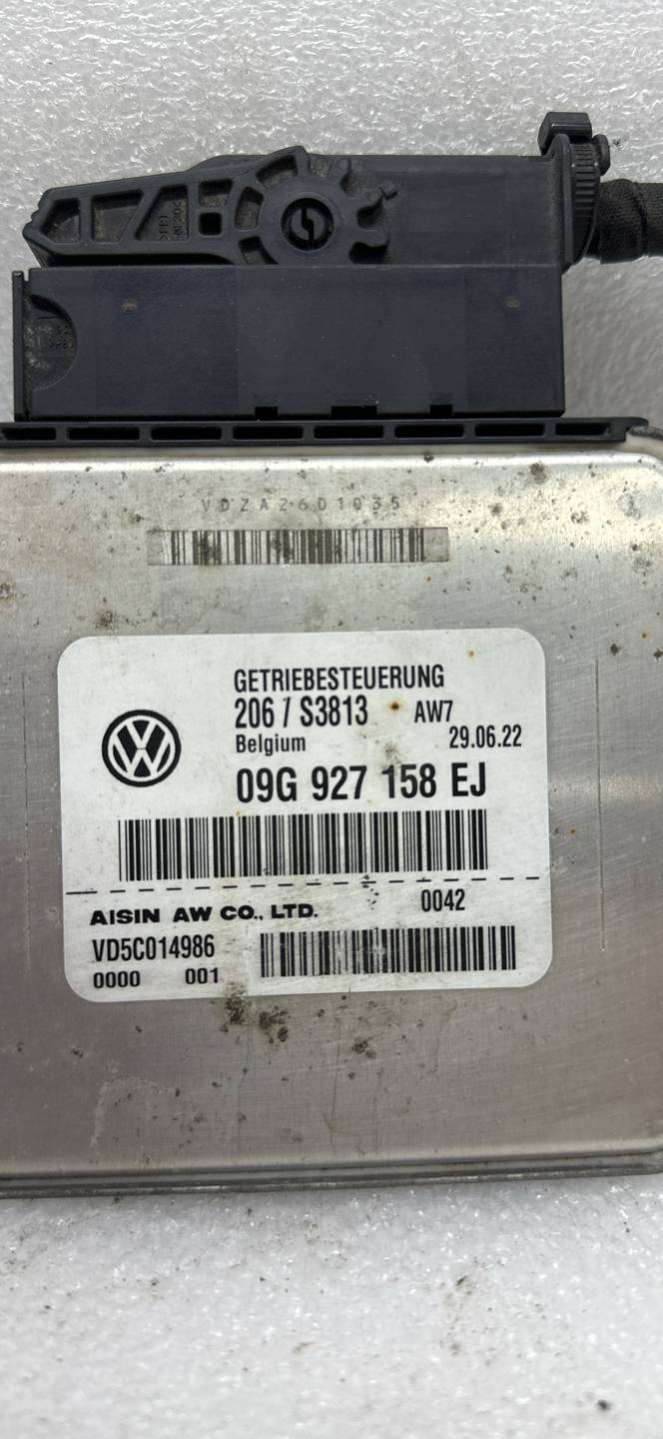 VDZA26D1035
GETRIEBESTEUERUNG
206 / S3813 AW7
Belgium 29.06.22
09G 927 158 EJ
AISIN AW CO., LTD. 0042
VD5C014986
0000 001